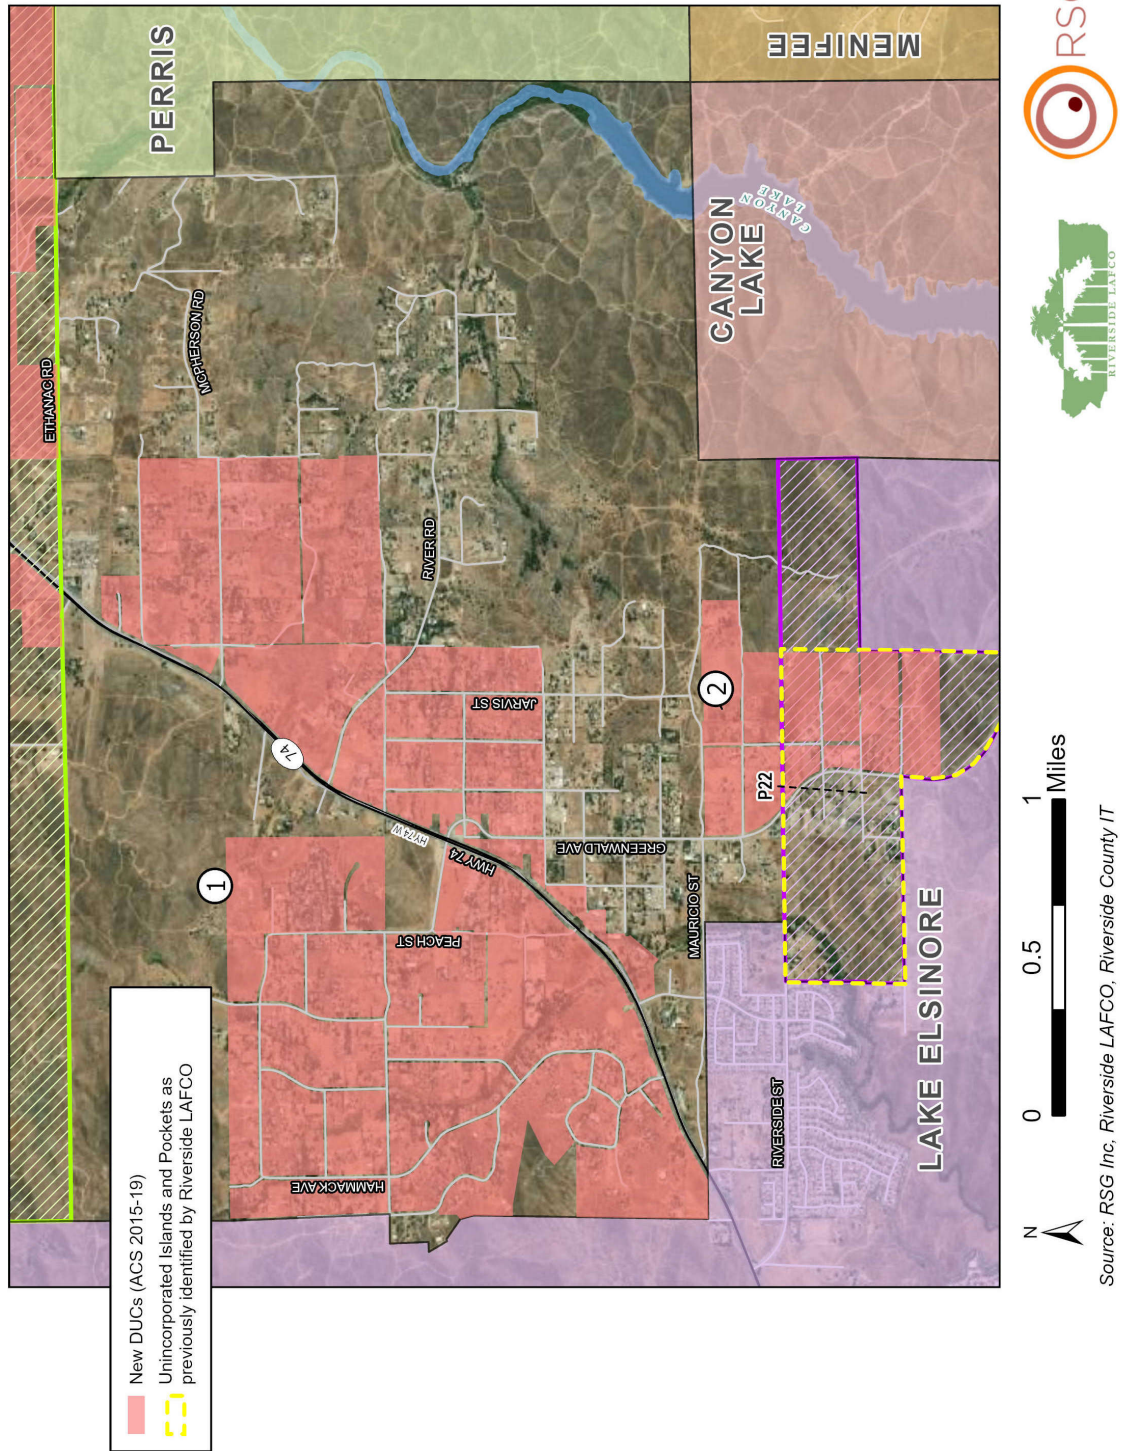 New DUCs (ACS 2015-19)
Unincorporated Islands and Pockets as
previously identified by Riverside LAFCO
PERRIS
MENIFEE
CANYON
LAKE
CANYON
LAKE
LAKE ELSINORE
ETHANAC RD
MCPHERSON RD
RIVER RD
74
HY 74 W
HWY 74
JARVIS ST
GREENWALD AVE
PEACH ST
HAMMACK AVE
MAURICIO ST
RIVERSIDE ST
1
2
P22
N
0
0.5
1
Miles
Source: RSG Inc, Riverside LAFCO, Riverside County IT
RIVERSIDE LAFCO
RS